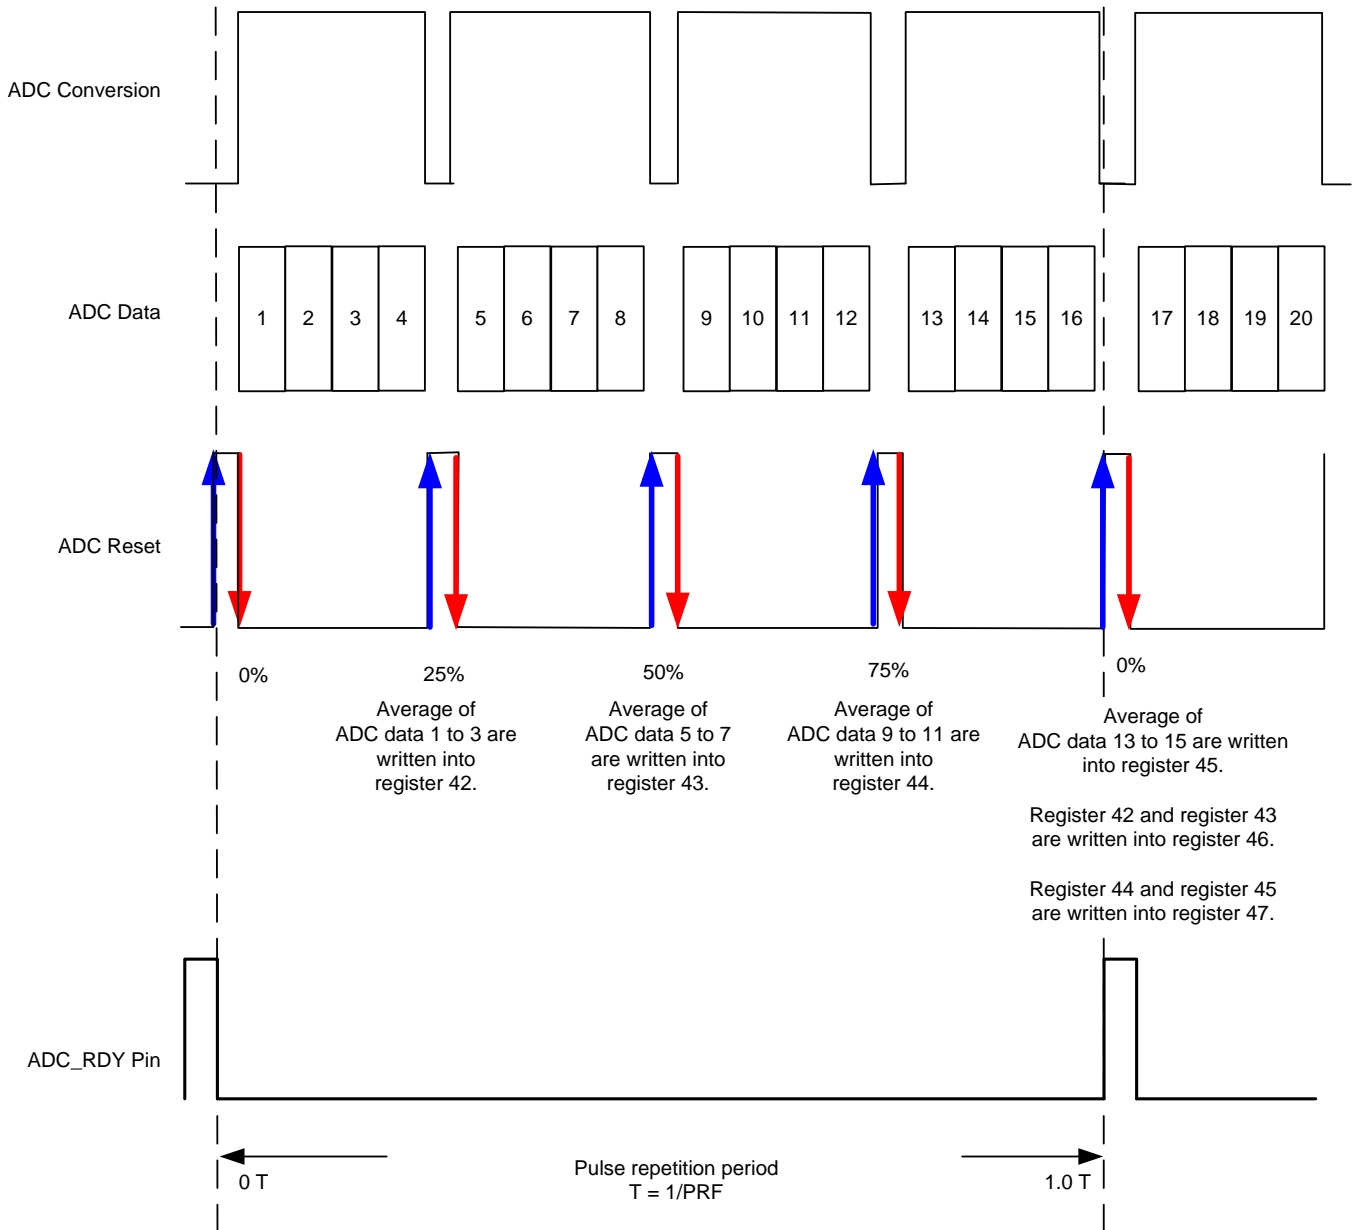 ADC Conversion
ADC Data
1 2 3 4 5 6 7 8 9 10 11 12 13 14 15 16 17 18 19 20
ADC Reset
0%
25%
Average of
ADC data 1 to 3 are
written into
register 42.
50%
Average of
ADC data 5 to 7
are written into
register 43.
75%
Average of
ADC data 9 to 11 are
written into
register 44.
0%
Average of
ADC data 13 to 15 are written
into register 45.
Register 42 and register 43
are written into register 46.
Register 44 and register 45
are written into register 47.
ADC_RDY Pin
0 T
Pulse repetition period
T = 1/PRF
1.0 T